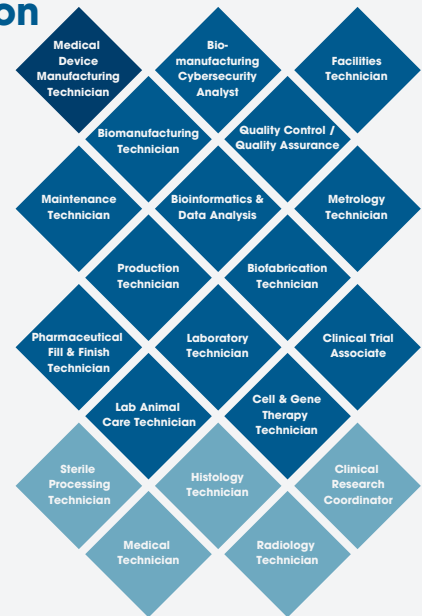 on
Medical
Device
Manufacturing
Technician
Bio-
manufacturing
Cybersecurity
Analyst
Facilities
Technician
Biomanufacturing
Technician
Quality Control /
Quality Assurance
Maintenance
Technician
Bioinformatics &
Data Analysis
Metrology
Technician
Production
Technician
Biofabrication
Technician
Pharmaceutical
Fill & Finish
Technician
Laboratory
Technician
Clinical Trial
Associate
Lab Animal
Care Technician
Cell & Gene
Therapy
Technician
Sterile
Processing
Technician
Histology
Technician
Clinical
Research
Coordinator
Medical
Technician
Radiology
Technician